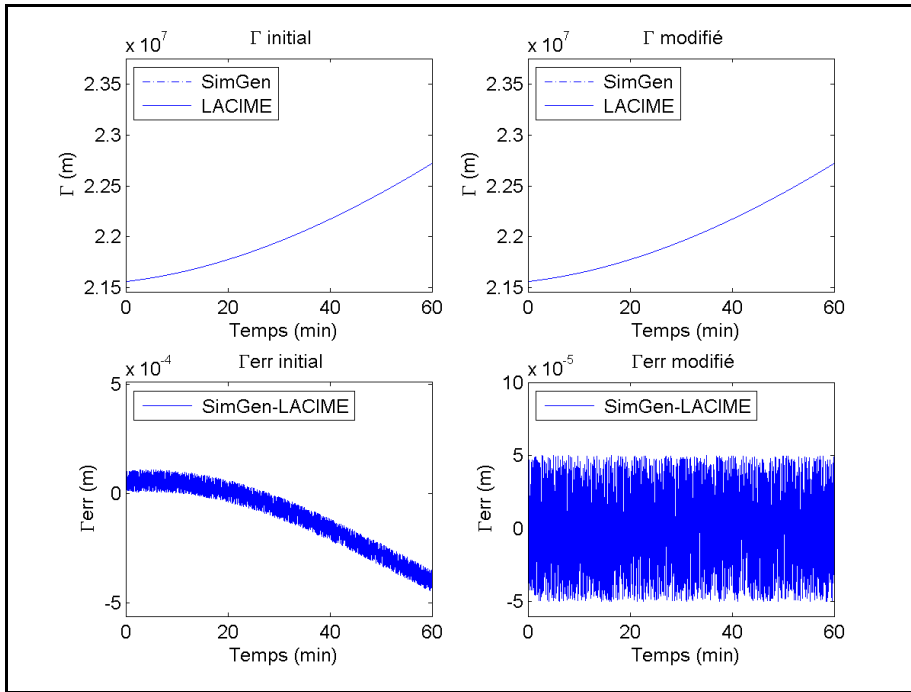 Γ initial
x 10^7
2.35
2.3
2.25
2.2
2.15
Γ (m)
SimGen
LACIME
0 20 40 60
Temps (min)
Γ modifié
x 10^7
2.35
2.3
2.25
2.2
2.15
Γ (m)
SimGen
LACIME
0 20 40 60
Temps (min)
Γerr initial
x 10^-4
5
0
-5
Γerr (m)
SimGen-LACIME
0 20 40 60
Temps (min)
Γerr modifié
x 10^-5
10
5
0
-5
Γerr (m)
SimGen-LACIME
0 20 40 60
Temps (min)